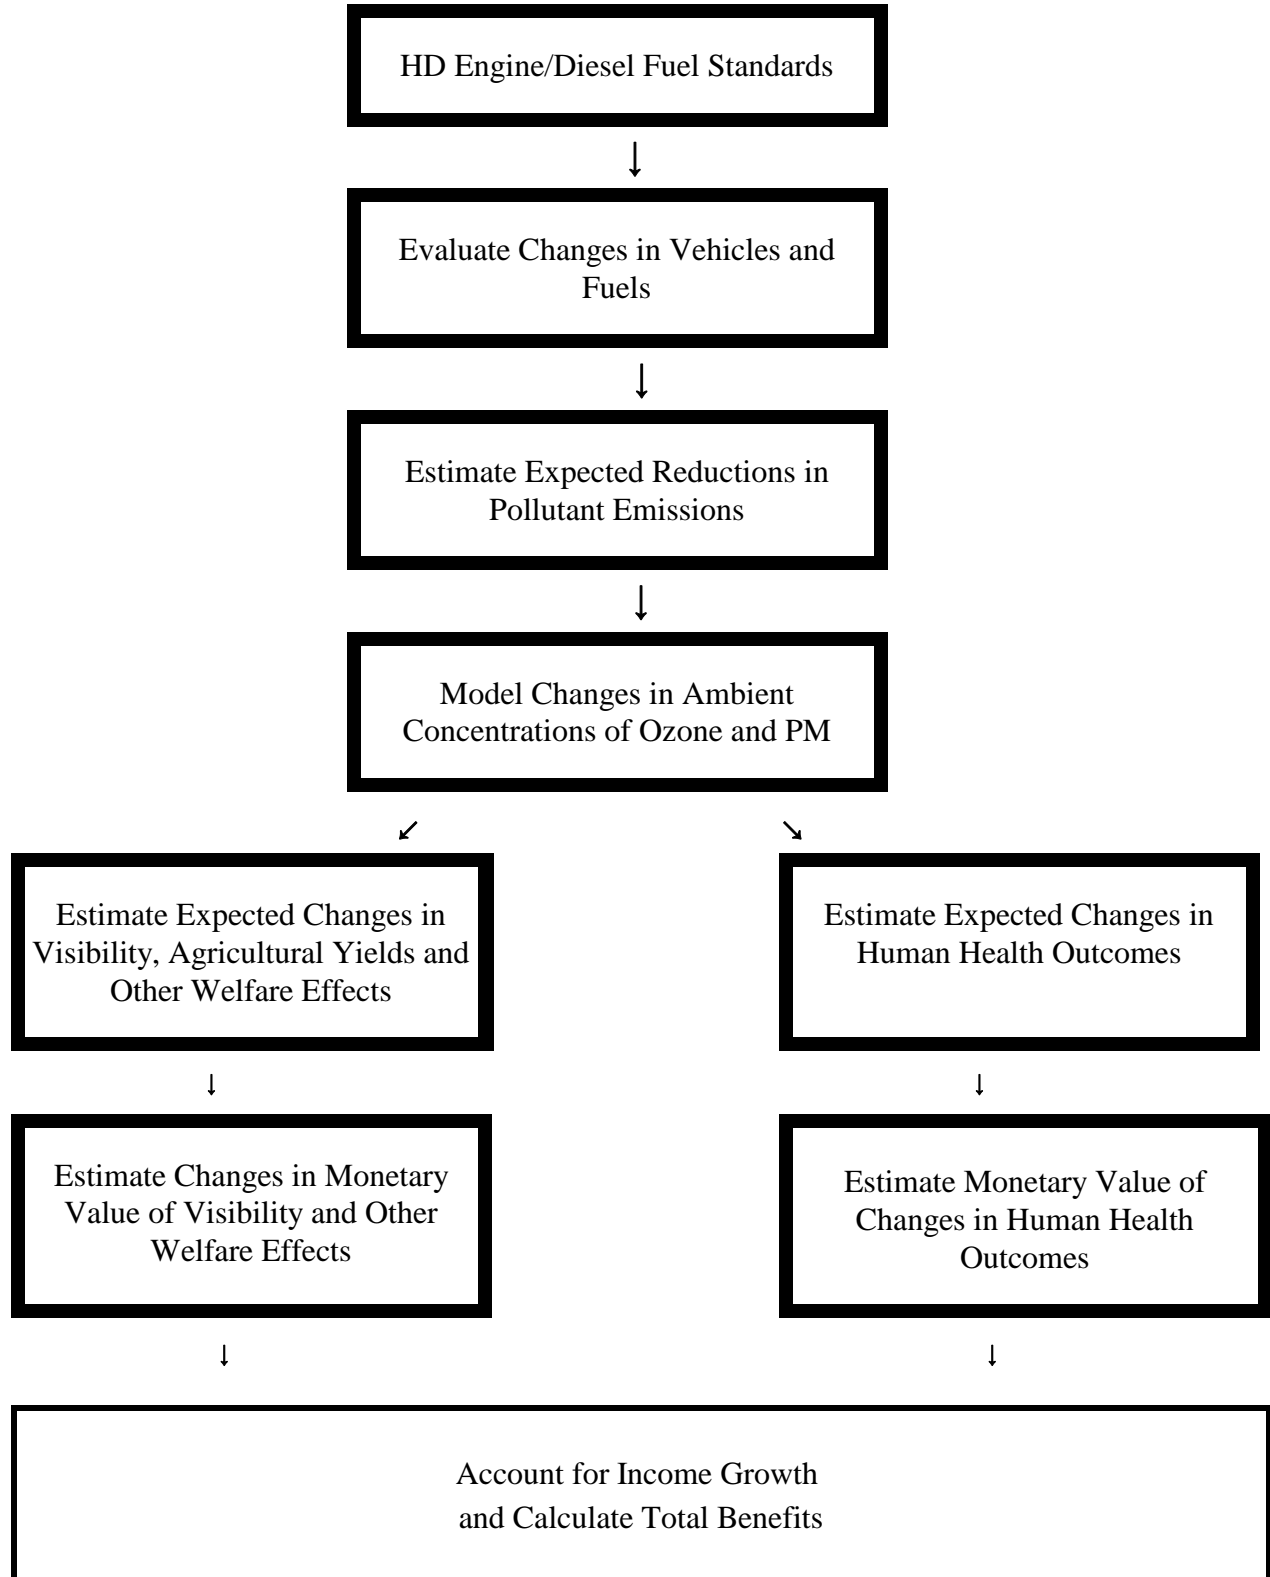 HD Engine/Diesel Fuel Standards
Evaluate Changes in Vehicles and
Fuels
Estimate Expected Reductions in
Pollutant Emissions
Model Changes in Ambient
Concentrations of Ozone and PM
Estimate Expected Changes in
Visibility, Agricultural Yields and
Other Welfare Effects
Estimate Expected Changes in
Human Health Outcomes
Estimate Changes in Monetary
Value of Visibility and Other
Welfare Effects
Estimate Monetary Value of
Changes in Human Health
Outcomes
Account for Income Growth
and Calculate Total Benefits